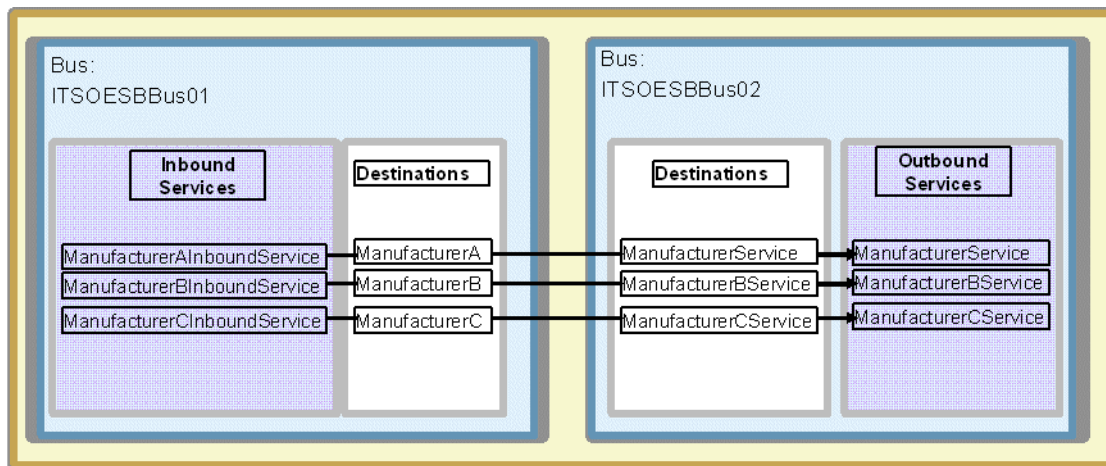 Bus:
ITSOESBBus01
Inbound
Services
Destinations
ManufacturerAInboundService
ManufacturerA
ManufacturerBInboundService
ManufacturerB
ManufacturerCInboundService
ManufacturerC
Bus:
ITSOESBBus02
Destinations
Outbound
Services
ManufacturerService
ManufacturerService
ManufacturerBService
ManufacturerBService
ManufacturerCService
ManufacturerCService